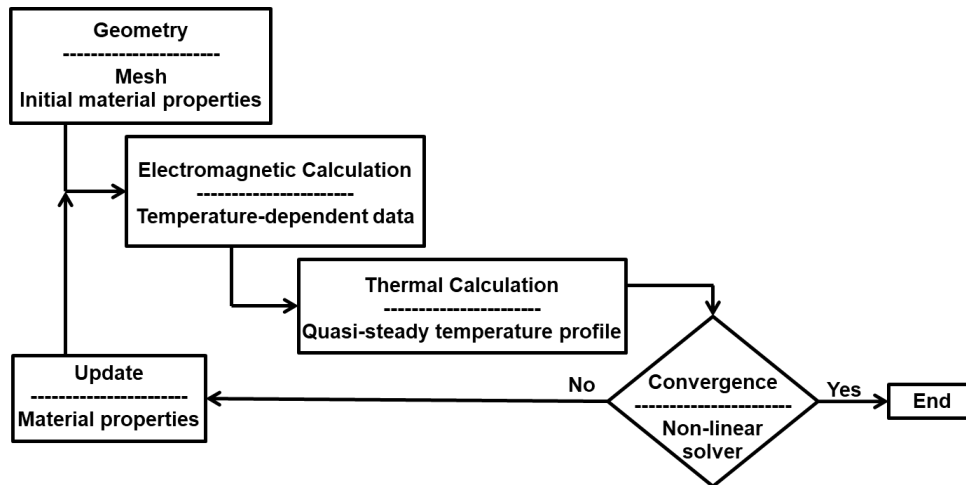 Geometry
-----------------------
Mesh
Initial material properties
Electromagnetic Calculation
-----------------------
Temperature-dependent data
Thermal Calculation
-----------------------
Quasi-steady temperature profile
Update
-----------------------
Material properties
No
Convergence
-----------------------
Non-linear
solver
Yes
End